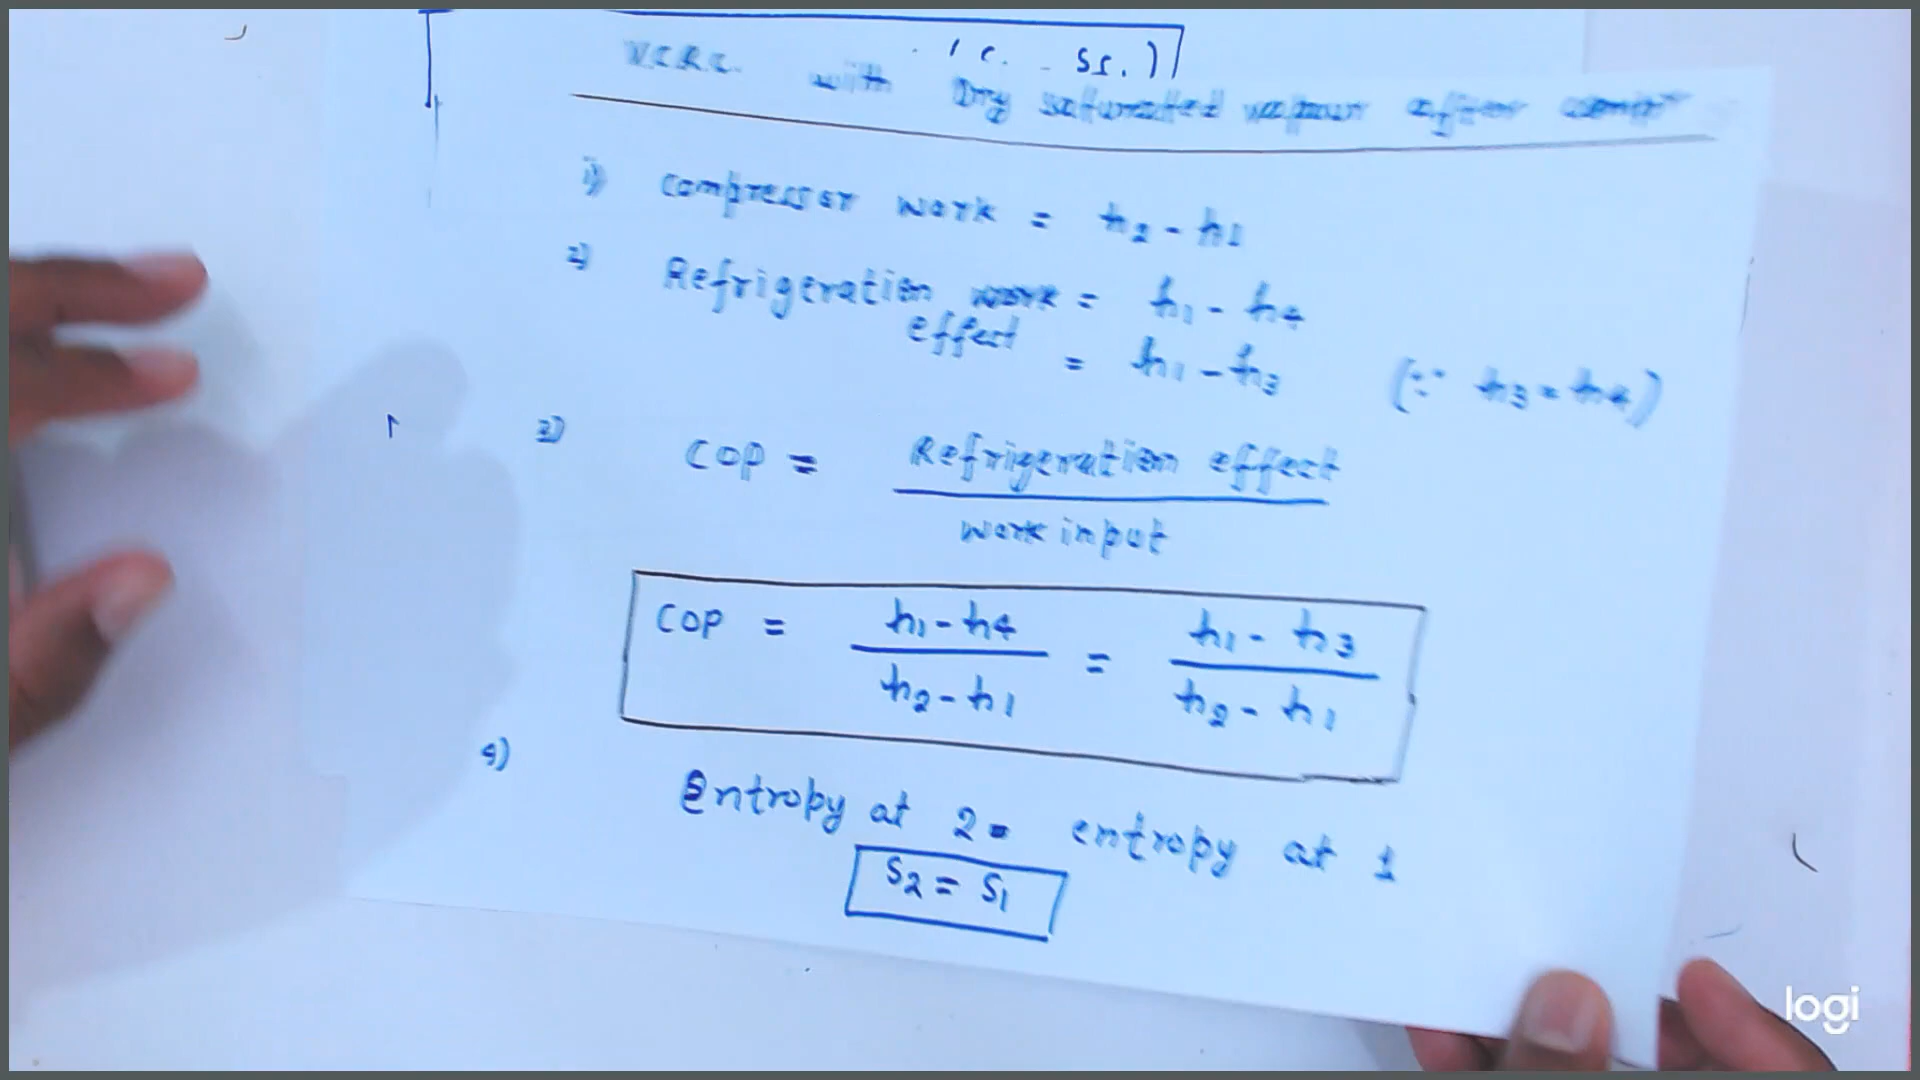 V.C.R.C. with Dry saturated vapour after
1) Compressor work = h2 - h1
2) Refrigeration work = h1 - h4
effect = h1 - h3 (∵ h3 = h4)
3) COP = Refrigeration effect
work input
COP = h1 - h4 = h1 - h3
h2 - h1 h2 - h1
4)
Entropy at 2 = entropy at 1
S2 = S1
logi